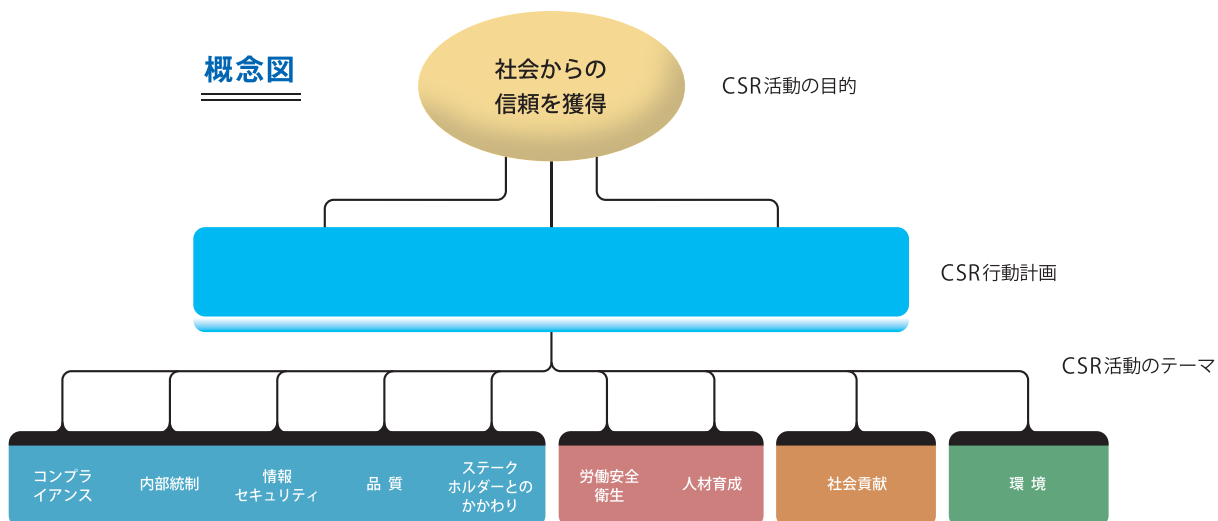 概念図
社会からの
信頼を獲得
CSR活動の目的
CSR行動計画
CSR活動のテーマ
コンプラ
イアンス
内部統制
情報
セキュリティ
品質
ステーク
ホルダーとの
かかわり
労働安全
衛生
人材育成
社会貢献
環境